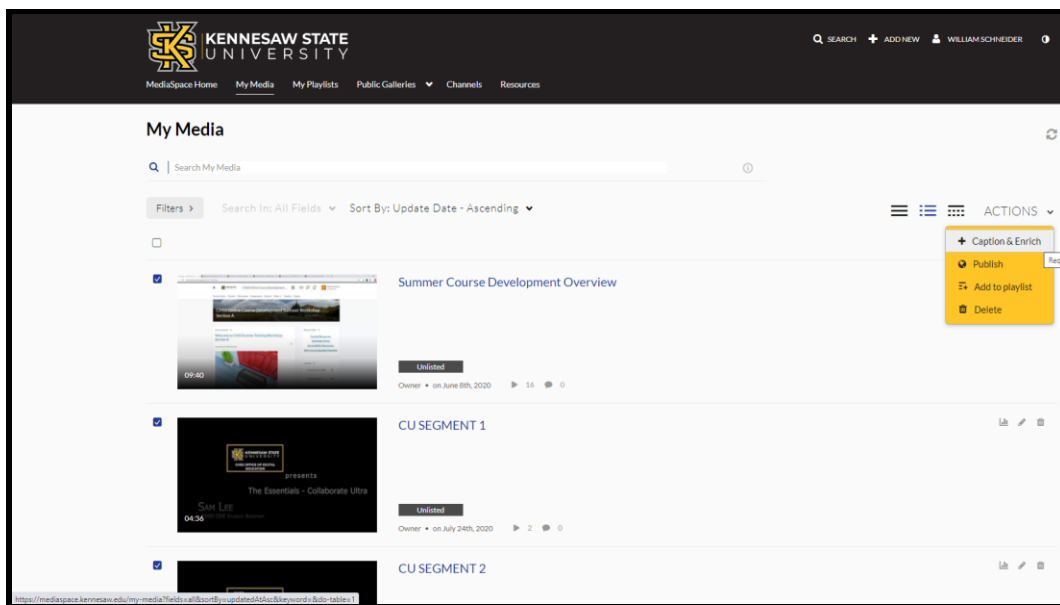 KENNESAW STATE
UNIVERSITY
SEARCH ADD NEW WILLIAM SCHNEIDER
MediaSpace Home My Media My Playlists Public Galleries Channels Resources
My Media
Search My Media
Filters > Search In: All Fields Sort By: Update Date - Ascending ACTIONS
Caption & Enrich
Req
Publish
Add to playlist
Delete
Summer Course Development Overview
09:40
Unlisted
Owner • on June 8th, 2020 16 0
CU SEGMENT 1
KENNESAW STATE
UNIVERSITY
presents
The Essentials - Collaborate Ultra
SAM LEE
04:36
Unlisted
Owner • on July 24th, 2020 2 0
CU SEGMENT 2
https://mediaspace.kennesaw.edu/my-media?fields=all&sortBy=updatedAtAsc&keyword=&do-table=1